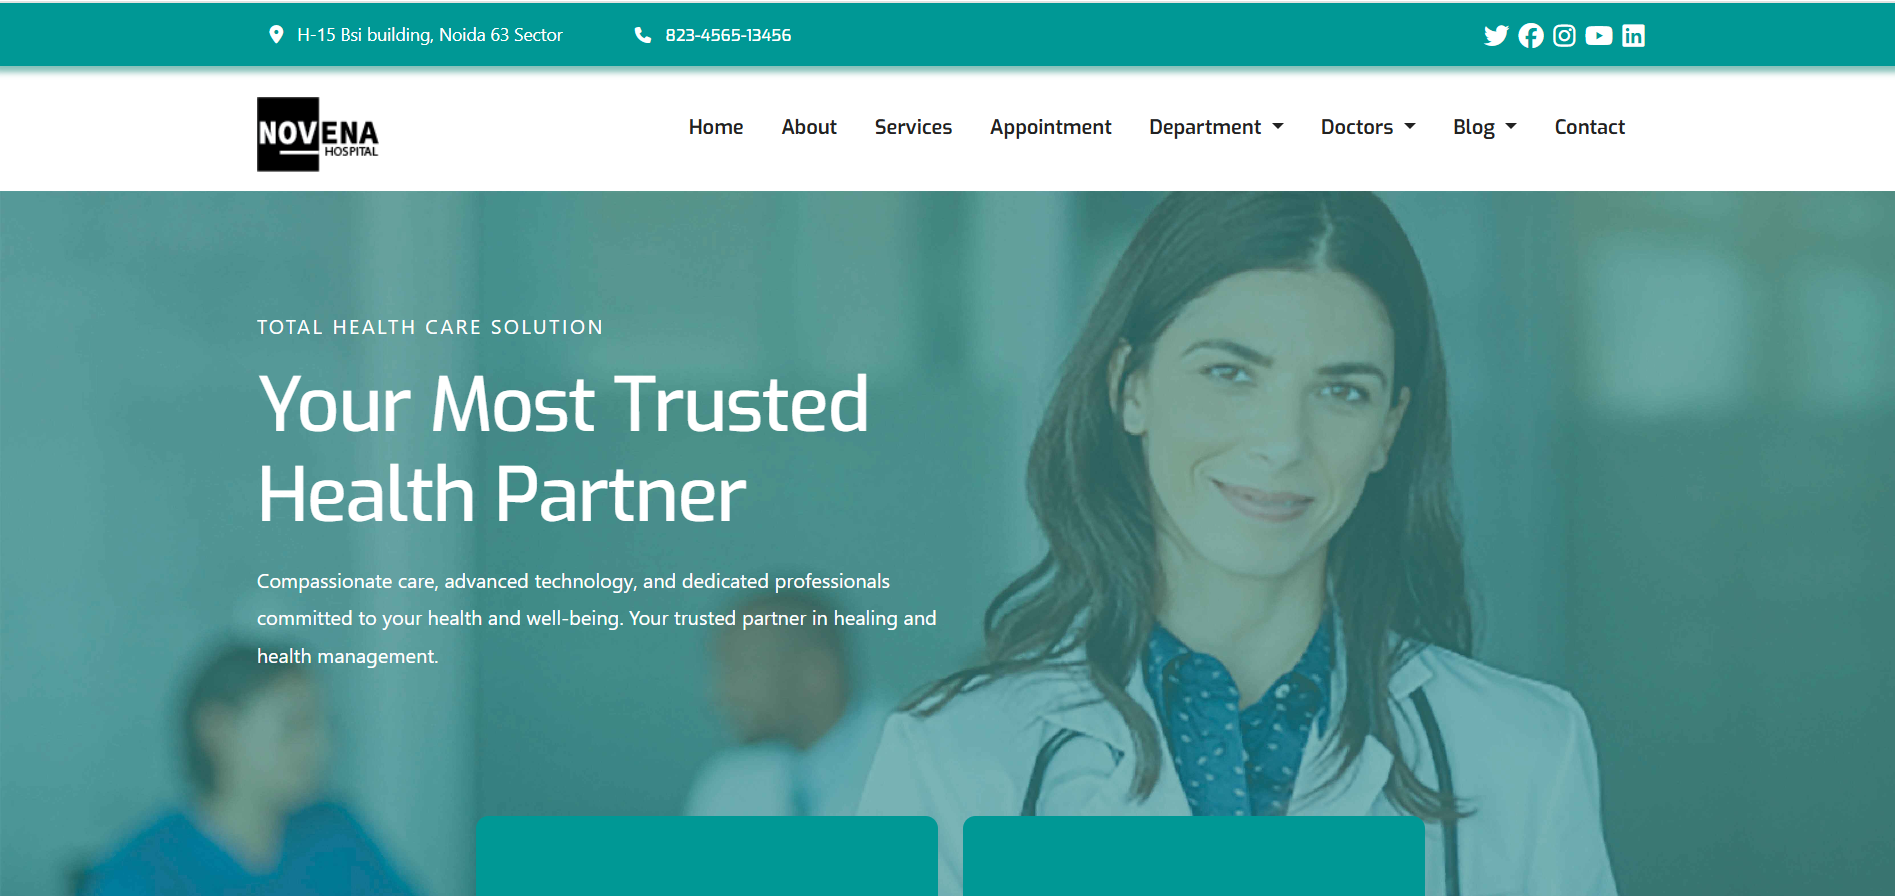 H-15 Bsi building, Noida 63 Sector
823-4565-13456
NOVENA
HOSPITAL
Home
About
Services
Appointment
Department
Doctors
Blog
Contact
TOTAL HEALTH CARE SOLUTION
Your Most Trusted
Health Partner
Compassionate care, advanced technology, and dedicated professionals
committed to your health and well-being. Your trusted partner in healing and
health management.